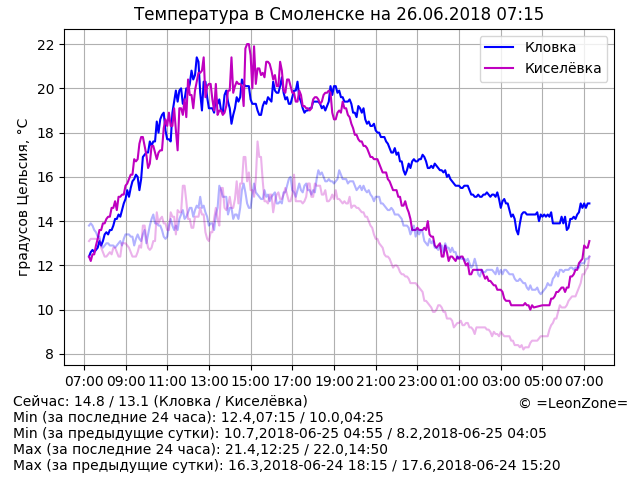 Температура в Смоленске на 26.06.2018 07:15
градусов Цельсия, °C
22
20
18
16
14
12
10
8
Кловка
Киселёвка
07:00 09:00 11:00 13:00 15:00 17:00 19:00 21:00 23:00 01:00 03:00 05:00 07:00
Сейчас: 14.8 / 13.1 (Кловка / Киселёвка)
© =LeonZone=
Min (за последние 24 часа): 12.4,07:15 / 10.0,04:25
Min (за предыдущие сутки): 10.7,2018-06-25 04:55 / 8.2,2018-06-25 04:05
Max (за последние 24 часа): 21.4,12:25 / 22.0,14:50
Max (за предыдущие сутки): 16.3,2018-06-24 18:15 / 17.6,2018-06-24 15:20